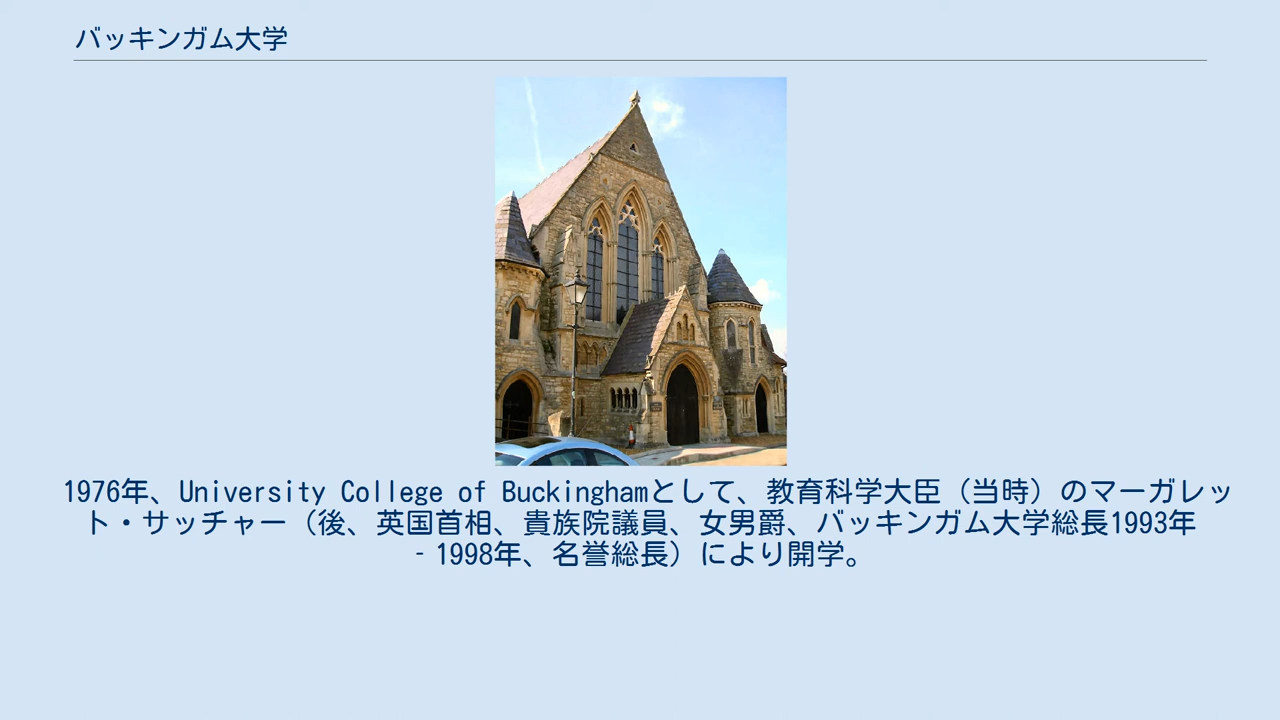 バッキンガム大学
1976年、University College of Buckinghamとして、教育科学大臣（当時）のマーガレッ
ト・サッチャー（後、英国首相、貴族院議員、女男爵、バッキンガム大学総長1993年
‐1998年、名誉総長）により開学。